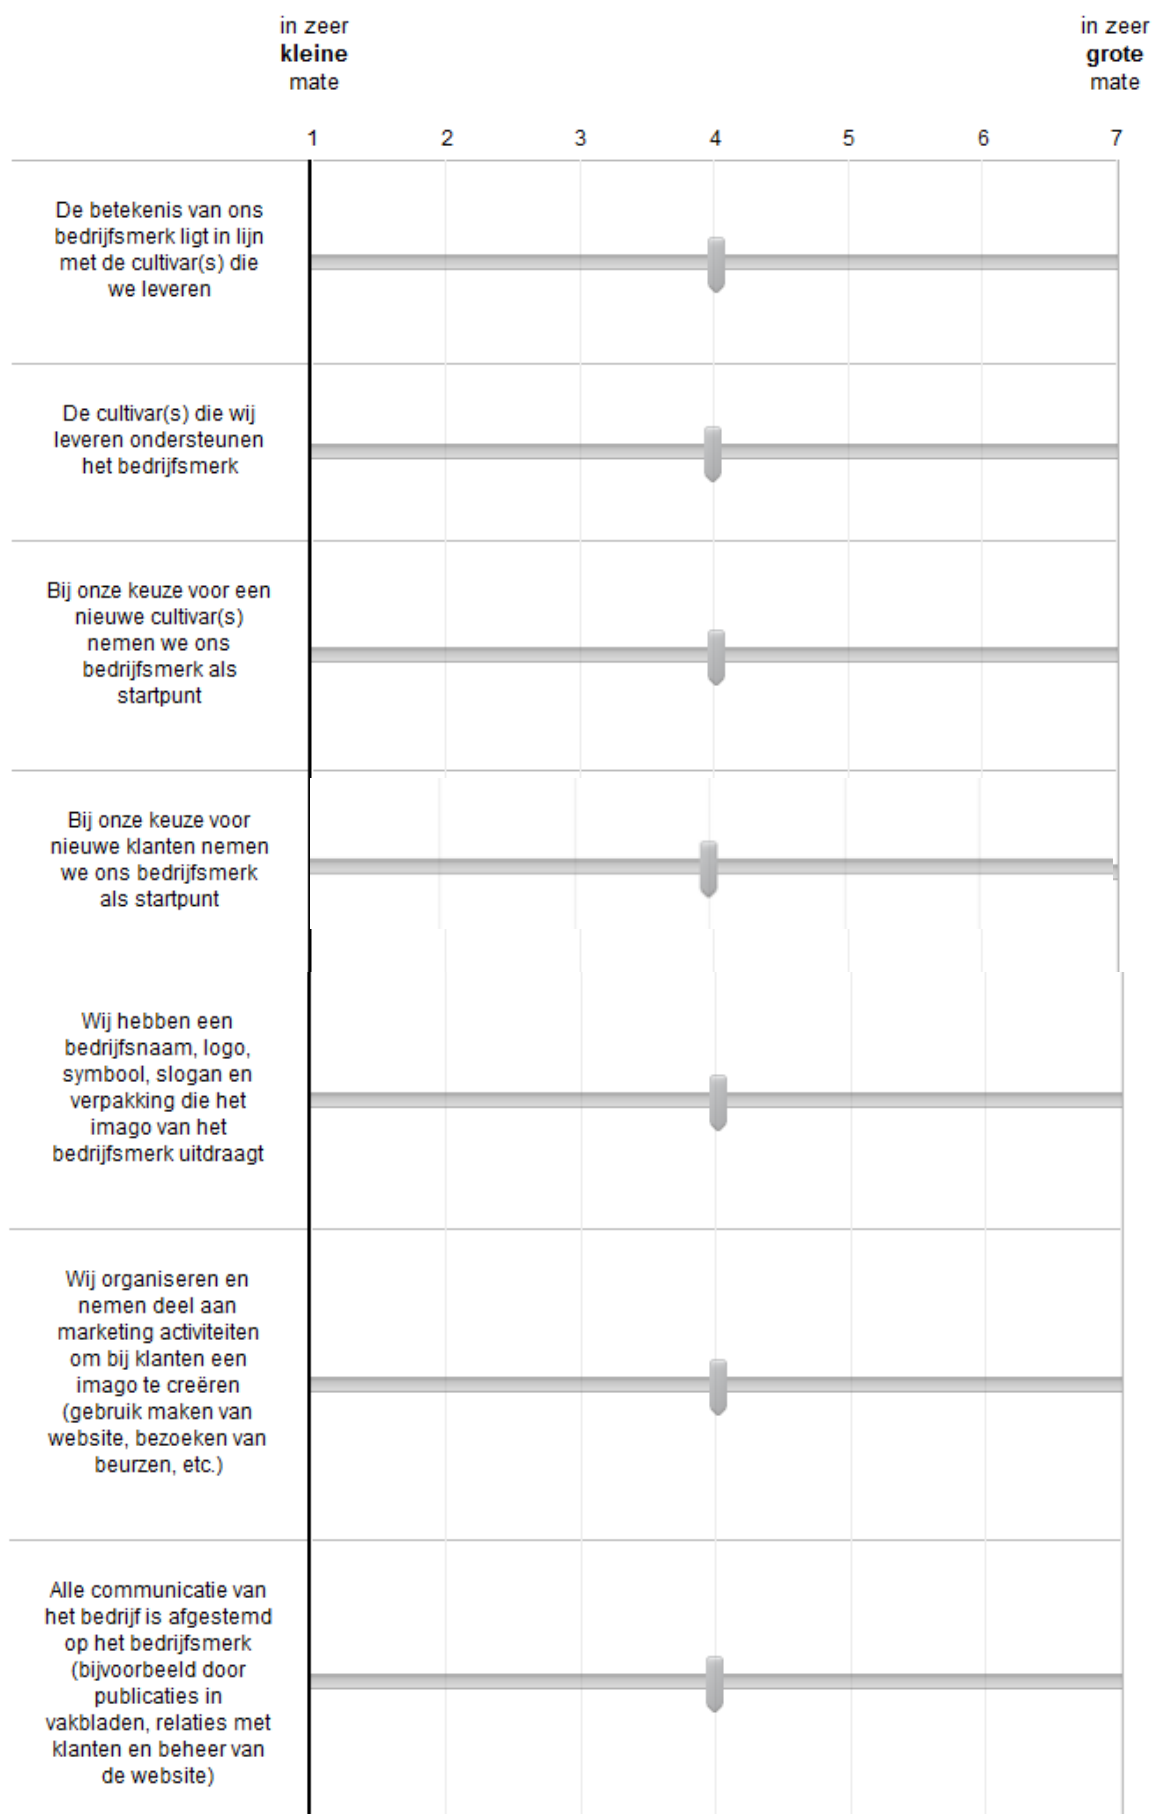 in zeer
kleine
mate
in zeer
grote
mate
1 2 3 4 5 6 7
De betekenis van ons
bedrijfsmerk ligt in lijn
met de cultivar(s) die
we leveren
De cultivar(s) die wij
leveren ondersteunen
het bedrijfsmerk
Bij onze keuze voor een
nieuwe cultivar(s)
nemen we ons
bedrijfsmerk als
startpunt
Bij onze keuze voor
nieuwe klanten nemen
we ons bedrijfsmerk
als startpunt
Wij hebben een
bedrijfsnaam, logo,
symbool, slogan en
verpakking die het
imago van het
bedrijfsmerk uitdraagt
Wij organiseren en
nemen deel aan
marketing activiteiten
om bij klanten een
imago te creëren
(gebruik maken van
website, bezoeken van
beurzen, etc.)
Alle communicatie van
het bedrijf is afgestemd
op het bedrijfsmerk
(bijvoorbeeld door
publicaties in
vakbladen, relaties met
klanten en beheer van
de website)